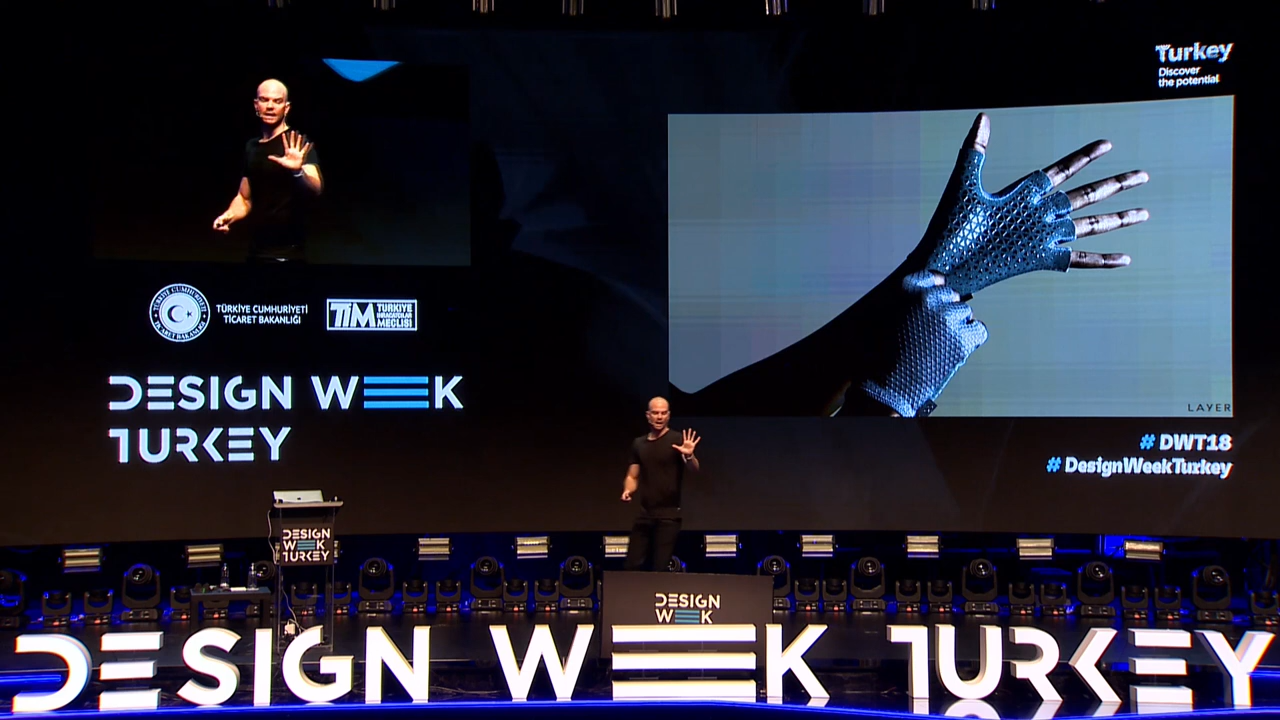 Turkey
Discover
the potential
TÜRKİYE CUMHURİYETİ
TİCARET BAKANLIĞI
TİM TÜRKİYE
İHRACATÇILAR
MECLİSİ
DESIGN WEEK
TURKEY
LAYER
# DWT18
# DesignWeekTurkey
DESIGN
WEEK
TURKEY
DESIGN
WEEK
DESIGN WEEK TURKEY